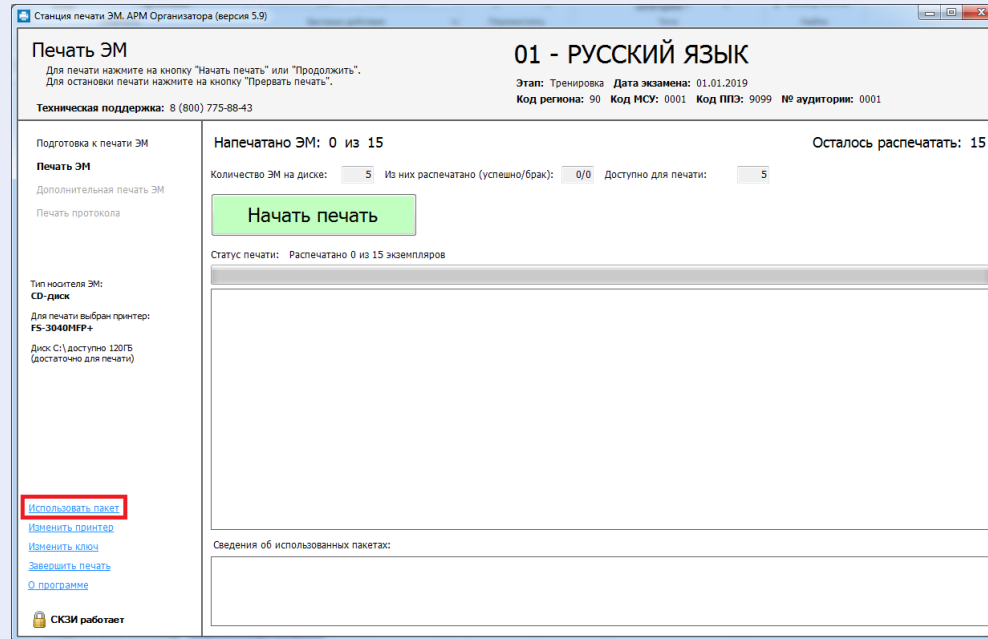 Станция печати ЭМ. АРМ Организатора (версия 5.9)
Печать ЭМ
Для печати нажмите на кнопку "Начать печать" или "Продолжить".
Для остановки печати нажмите на кнопку "Прервать печать".
Техническая поддержка: 8 (800) 775-88-43
01 - РУССКИЙ ЯЗЫК
Этап: Тренировка Дата экзамена: 01.01.2019
Код региона: 90 Код МСУ: 0001 Код ППЭ: 9099 № аудитории: 0001
Подготовка к печати ЭМ
Печать ЭМ
Дополнительная печать ЭМ
Печать протокола
Тип носителя ЭМ:
CD-диск
Для печати выбран принтер:
FS-3040MFP+
Диск C:\ доступно 120ГБ
(достаточно для печати)
Использовать пакет
Изменить принтер
Изменить ключ
Завершить печать
О программе
СКЗИ работает
Напечатано ЭМ: 0 из 15
Осталось распечатать: 15
Количество ЭМ на диске: 5 Из них распечатано (успешно/брак): 0/0 Доступно для печати: 5
Начать печать
Статус печати: Распечатано 0 из 15 экземпляров
Сведения об использованных пакетах: